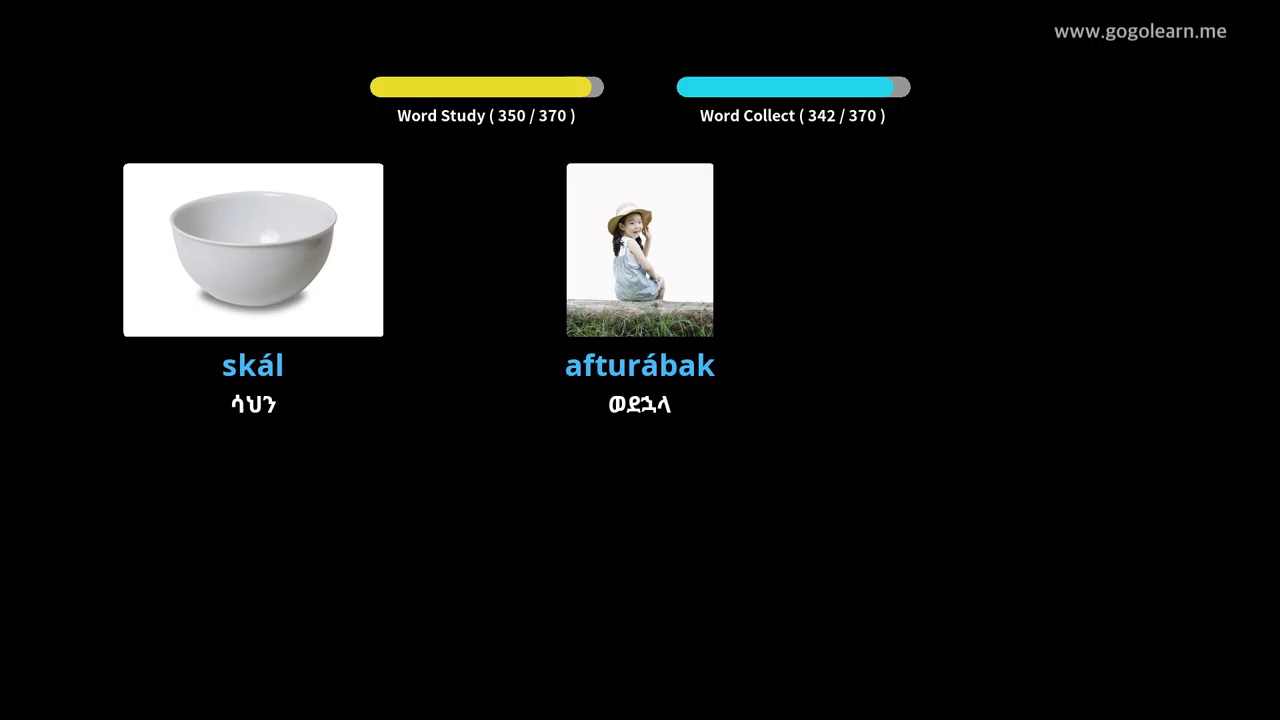 www.gogolearn.me
Word Study ( 350 / 370 )
Word Collect ( 342 / 370 )
skál
ሳህን
afturábak
ወደኋላ